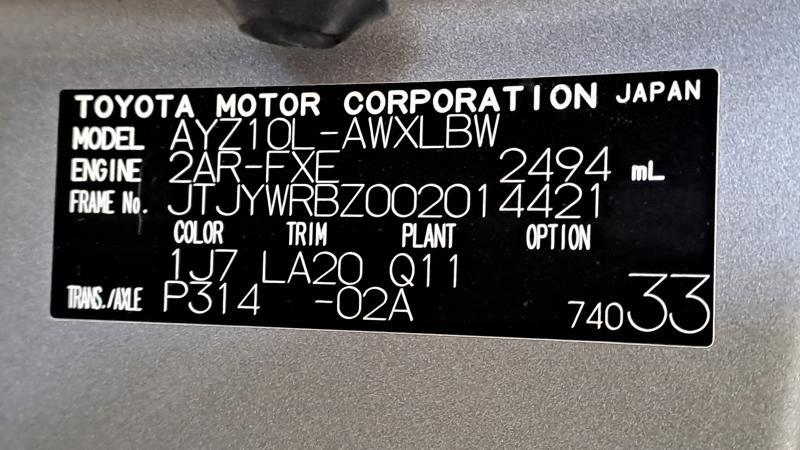 TOYOTA MOTOR CORPORATION JAPAN
MODEL AYZ10L-AWXLBW
ENGINE 2AR-FXE 2494 mL
FRAME No. JTJYWRBZ002014421
COLOR TRIM PLANT OPTION
1J7 LA20 Q11
TRANS./AXLE P314 -02A 74033